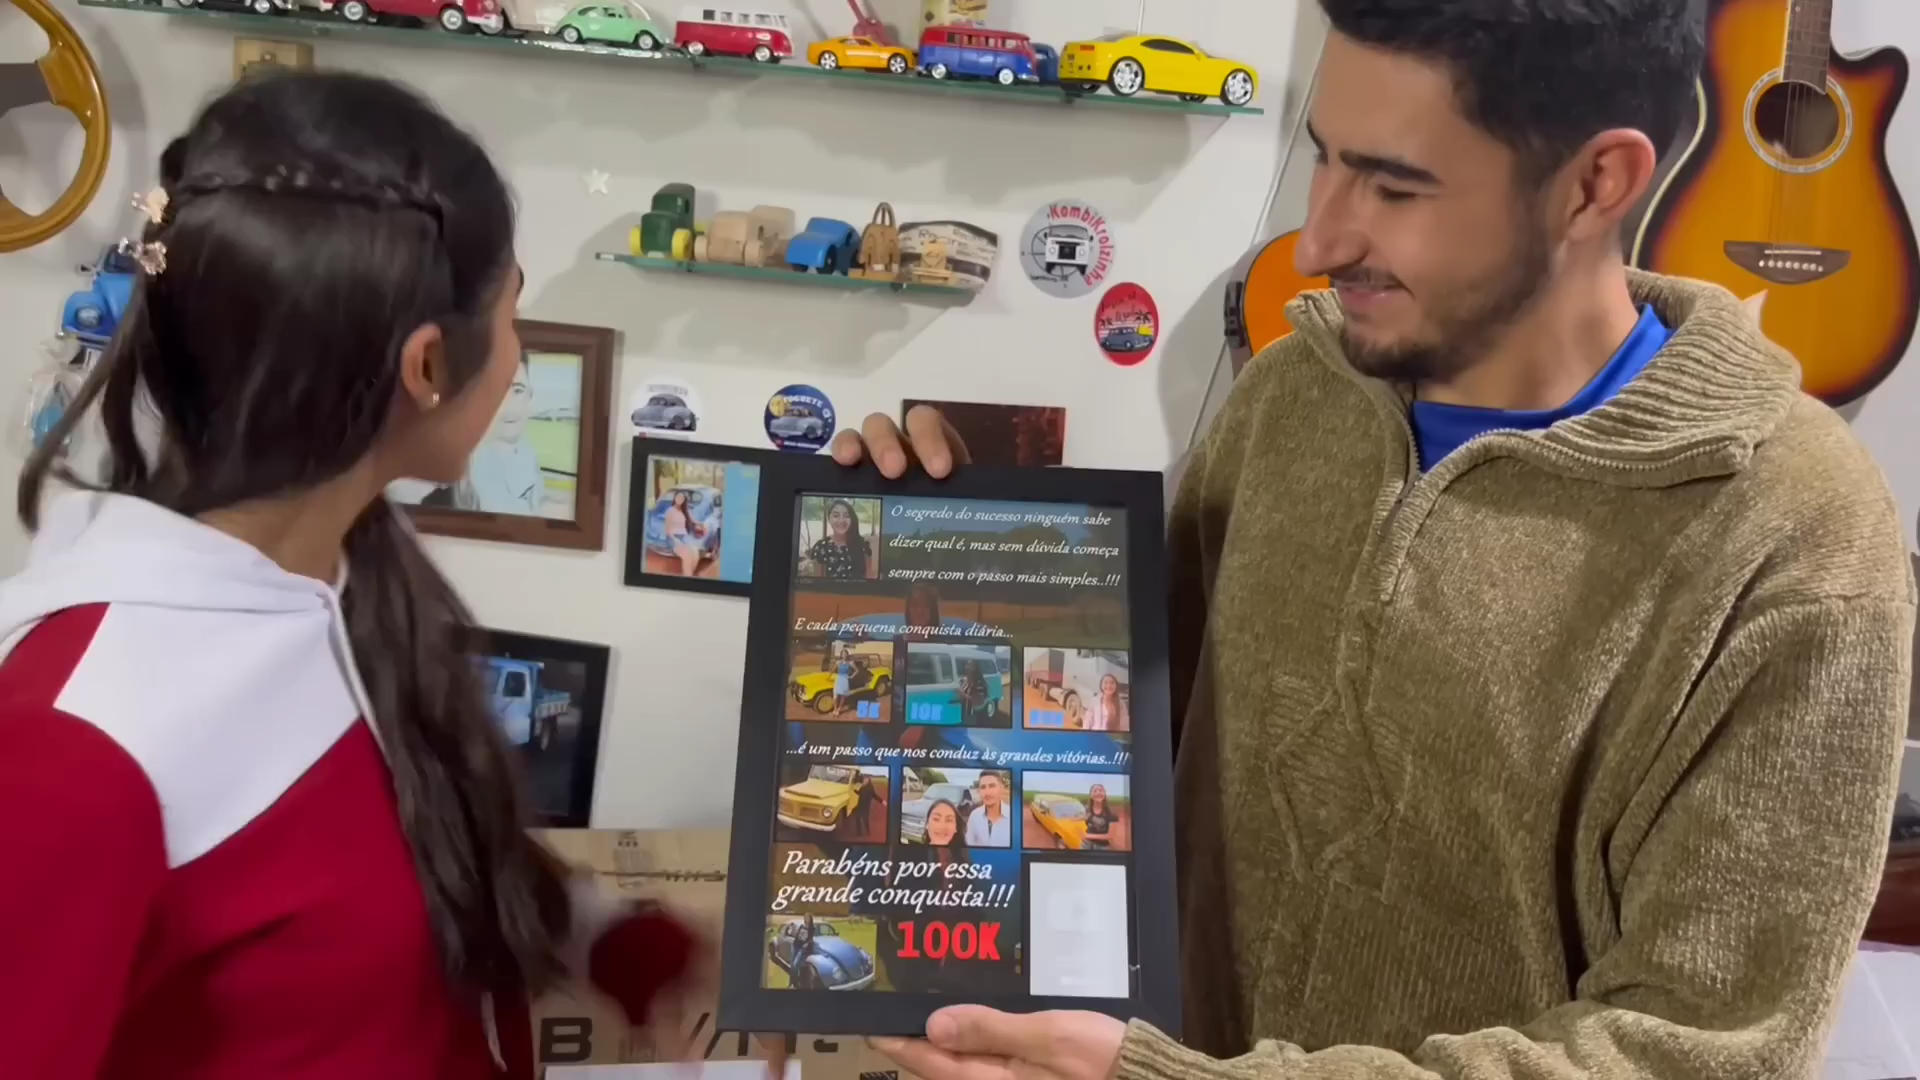 KombiKrolzinha
O segredo do sucesso ninguém sabe
dizer qual é, mas sem dúvida começa
sempre com o passo mais simples..!!!
E cada pequena conquista diária...
5K
10K
...é um passo que nos conduz às grandes vitórias..!!!
Parabéns por essa
grande conquista!!!
100K